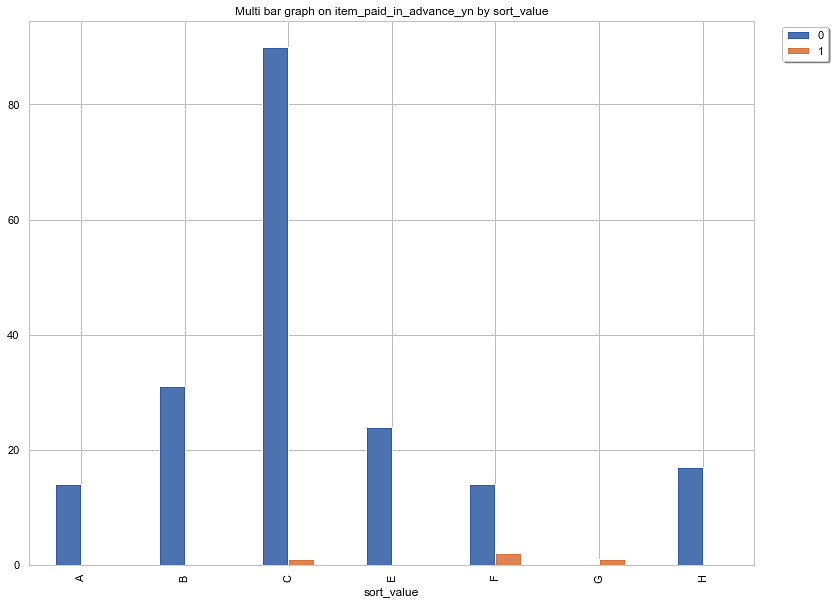 Multi bar graph on item_paid_in_advance_yn by sort_value
0
1
80
60
40
20
0
A
B
C
E
F
G
H
sort_value